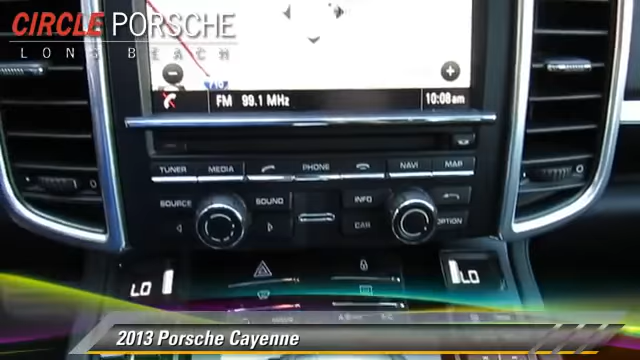 CIRCLE PORSCHE
LONG BEACH
710
FM 99.1 MHz 10:08am
TUNER MEDIA PHONE NAVI MAP
SOURCE SOUND INFO
CAR OPTION
LO LO
2013 Porsche Cayenne